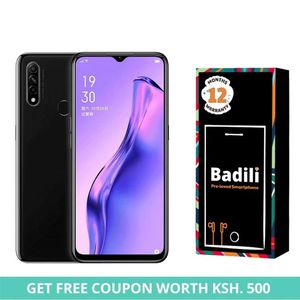 19
30
MONTHS
12
WARRANTY
Badili
Pre-loved Smartphone
GET FREE COUPON WORTH KSH. 500